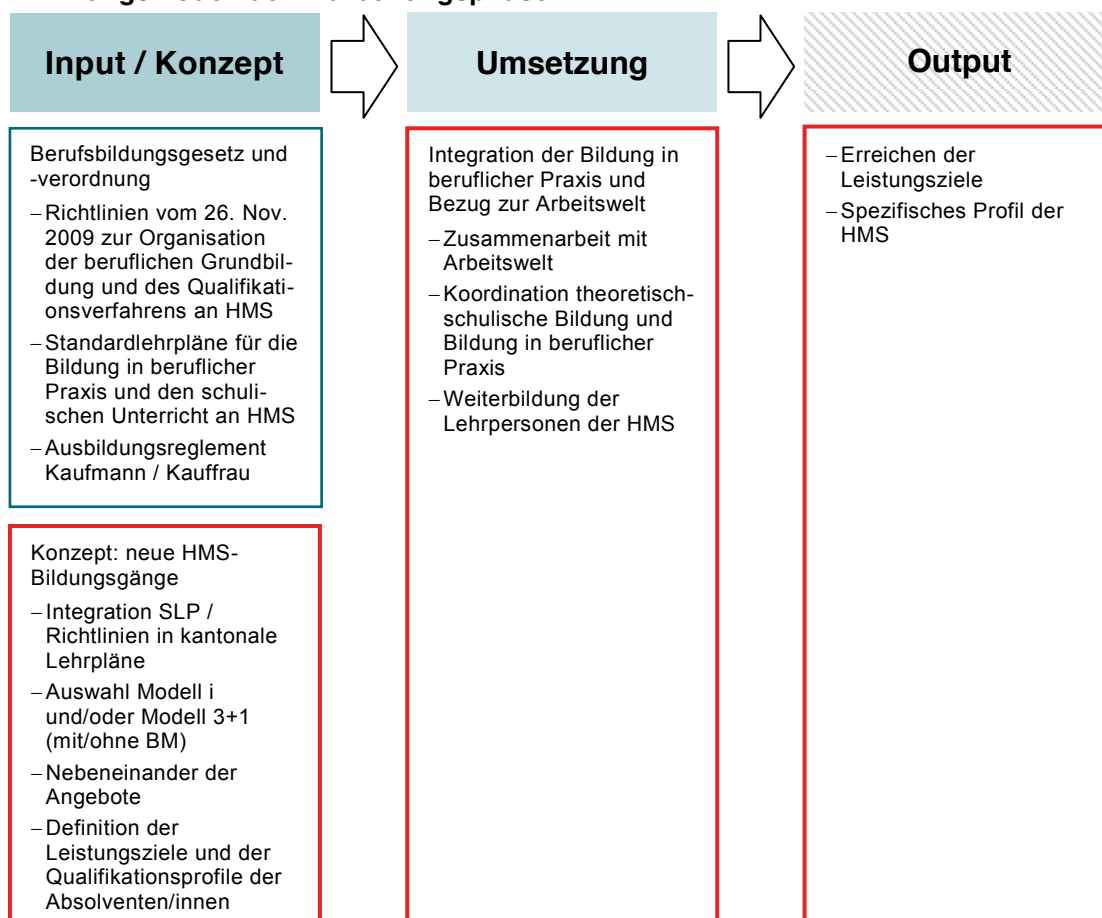 Input / Konzept
Umsetzung
Output
Berufsbildungsgesetz und
-verordnung
–Richtlinien vom 26. Nov.
2009 zur Organisation
der beruflichen Grundbil-
dung und des Qualifikati-
onsverfahrens an HMS
–Standardlehrpläne für die
Bildung in beruflicher
Praxis und den schuli-
schen Unterricht an HMS
–Ausbildungsreglement
Kaufmann / Kauffrau
Konzept: neue HMS-
Bildungsgänge
–Integration SLP /
Richtlinien in kantonale
Lehrpläne
–Auswahl Modell i
und/oder Modell 3+1
(mit/ohne BM)
–Nebeneinander der
Angebote
–Definition der
Leistungsziele und der
Qualifikationsprofile der
Absolventen/innen
Integration der Bildung in
beruflicher Praxis und
Bezug zur Arbeitswelt
–Zusammenarbeit mit
Arbeitswelt
–Koordination theoretisch-
schulische Bildung und
Bildung in beruflicher
Praxis
–Weiterbildung der
Lehrpersonen der HMS
–Erreichen der
Leistungsziele
–Spezifisches Profil der
HMS